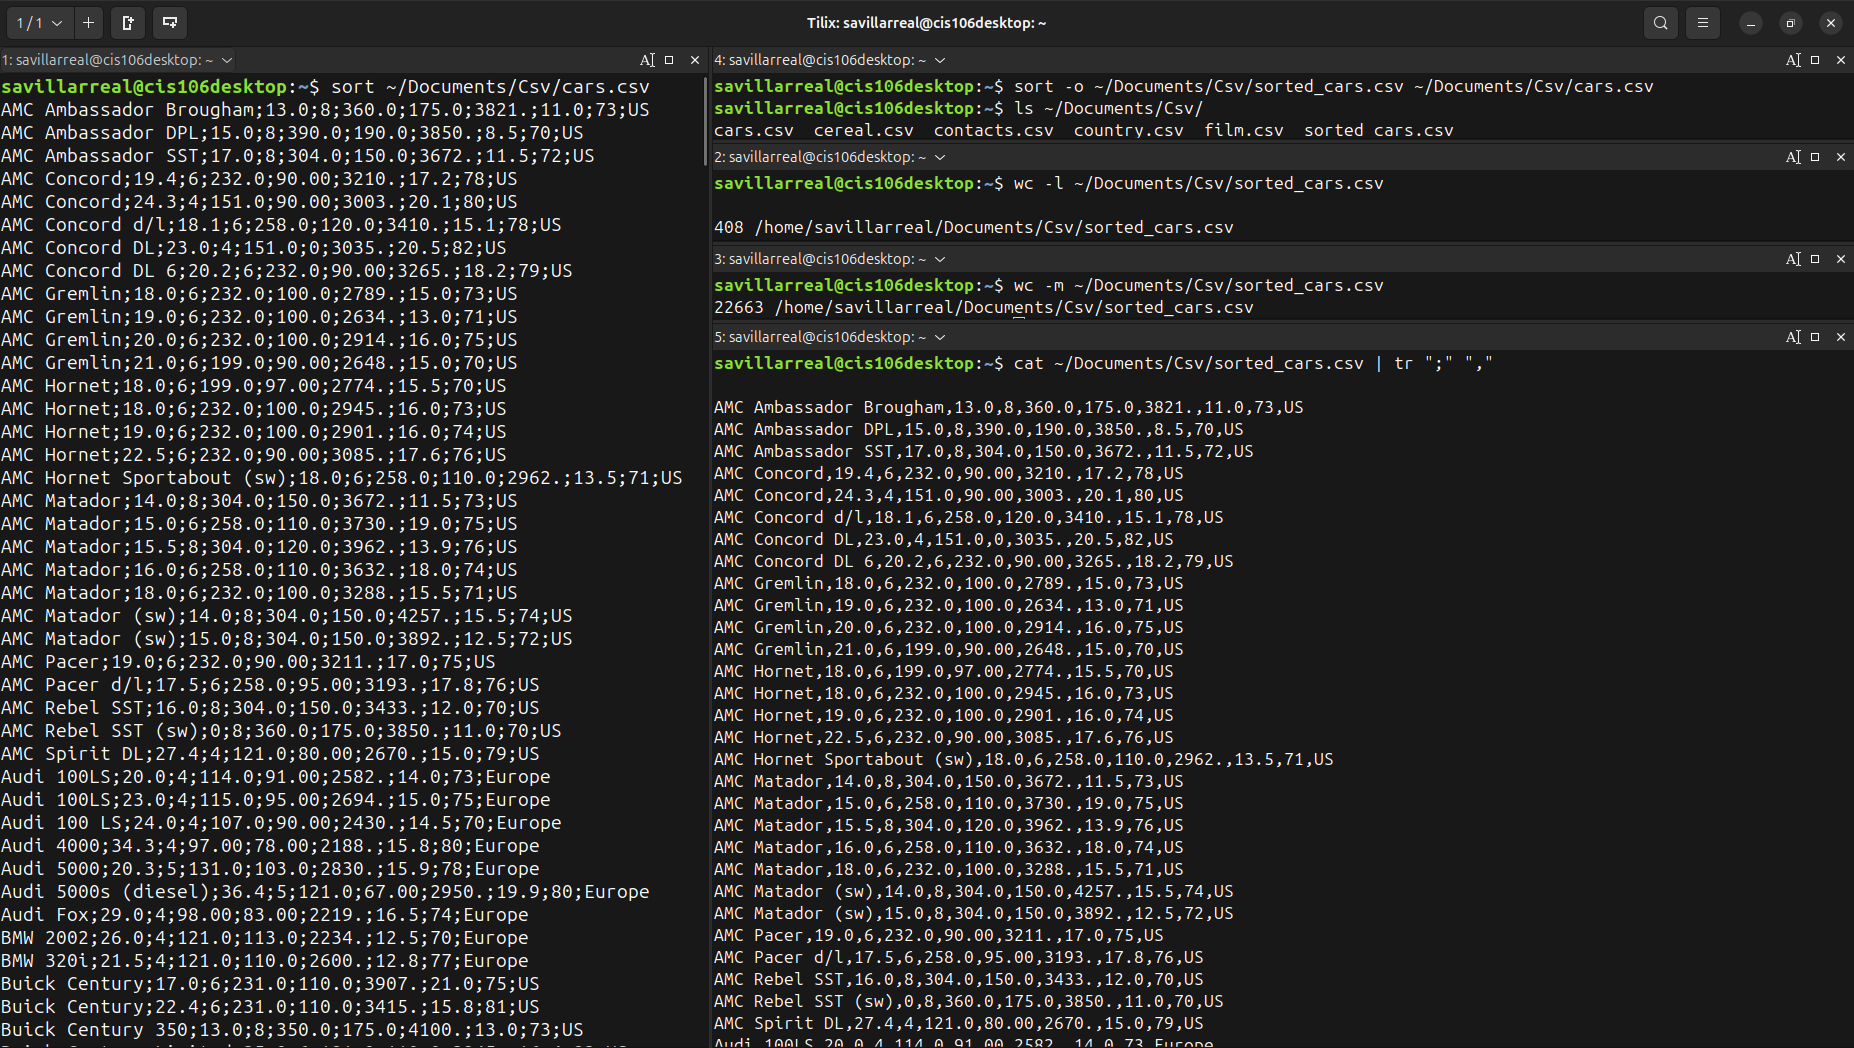 1 / 1
Tilix: savillarreal@cis106desktop: ~
1: savillarreal@cis106desktop: ~
savillarreal@cis106desktop:~$ sort ~/Documents/Csv/cars.csv
AMC Ambassador Brougham;13.0;8;360.0;175.0;3821.;11.0;73;US
AMC Ambassador DPL;15.0;8;390.0;190.0;3850.;8.5;70;US
AMC Ambassador SST;17.0;8;304.0;150.0;3672.;11.5;72;US
AMC Concord;19.4;6;232.0;90.00;3210.;17.2;78;US
AMC Concord;24.3;4;151.0;90.00;3003.;20.1;80;US
AMC Concord d/l;18.1;6;258.0;120.0;3410.;15.1;78;US
AMC Concord DL;23.0;4;151.0;0;3035.;20.5;82;US
AMC Concord DL 6;20.2;6;232.0;90.00;3265.;18.2;79;US
AMC Gremlin;18.0;6;232.0;100.0;2789.;15.0;73;US
AMC Gremlin;19.0;6;232.0;100.0;2634.;13.0;71;US
AMC Gremlin;20.0;6;232.0;100.0;2914.;16.0;75;US
AMC Gremlin;21.0;6;199.0;90.00;2648.;15.0;70;US
AMC Hornet;18.0;6;199.0;97.00;2774.;15.5;70;US
AMC Hornet;18.0;6;232.0;100.0;2945.;16.0;73;US
AMC Hornet;19.0;6;232.0;100.0;2901.;16.0;74;US
AMC Hornet;22.5;6;232.0;90.00;3085.;17.6;76;US
AMC Hornet Sportabout (sw);18.0;6;258.0;110.0;2962.;13.5;71;US
AMC Matador;14.0;8;304.0;150.0;3672.;11.5;73;US
AMC Matador;15.0;6;258.0;110.0;3730.;19.0;75;US
AMC Matador;15.5;8;304.0;120.0;3962.;13.9;76;US
AMC Matador;16.0;6;258.0;110.0;3632.;18.0;74;US
AMC Matador;18.0;6;232.0;100.0;3288.;15.5;71;US
AMC Matador (sw);14.0;8;304.0;150.0;4257.;15.5;74;US
AMC Matador (sw);15.0;8;304.0;150.0;3892.;12.5;72;US
AMC Pacer;19.0;6;232.0;90.00;3211.;17.0;75;US
AMC Pacer d/l;17.5;6;258.0;95.00;3193.;17.8;76;US
AMC Rebel SST;16.0;8;304.0;150.0;3433.;12.0;70;US
AMC Rebel SST (sw);0;8;360.0;175.0;3850.;11.0;70;US
AMC Spirit DL;27.4;4;121.0;80.00;2670.;15.0;79;US
Audi 100LS;20.0;4;114.0;91.00;2582.;14.0;73;Europe
Audi 100LS;23.0;4;115.0;95.00;2694.;15.0;75;Europe
Audi 100 LS;24.0;4;107.0;90.00;2430.;14.5;70;Europe
Audi 4000;34.3;4;97.00;78.00;2188.;15.8;80;Europe
Audi 5000;20.3;5;131.0;103.0;2830.;15.9;78;Europe
Audi 5000s (diesel);36.4;5;121.0;67.00;2950.;19.9;80;Europe
Audi Fox;29.0;4;98.00;83.00;2219.;16.5;74;Europe
BMW 2002;26.0;4;121.0;113.0;2234.;12.5;70;Europe
BMW 320i;21.5;4;121.0;110.0;2600.;12.8;77;Europe
Buick Century;17.0;6;231.0;110.0;3907.;21.0;75;US
Buick Century;22.4;6;231.0;110.0;3415.;15.8;81;US
Buick Century 350;13.0;8;350.0;175.0;4100.;13.0;73;US
4: savillarreal@cis106desktop: ~
savillarreal@cis106desktop:~$ sort -o ~/Documents/Csv/sorted_cars.csv ~/Documents/Csv/cars.csv
savillarreal@cis106desktop:~$ ls ~/Documents/Csv/
cars.csv  cereal.csv  contacts.csv  country.csv  film.csv  sorted cars.csv
2: savillarreal@cis106desktop: ~
savillarreal@cis106desktop:~$ wc -l ~/Documents/Csv/sorted_cars.csv
408 /home/savillarreal/Documents/Csv/sorted_cars.csv
3: savillarreal@cis106desktop: ~
savillarreal@cis106desktop:~$ wc -m ~/Documents/Csv/sorted_cars.csv
22663 /home/savillarreal/Documents/Csv/sorted_cars.csv
5: savillarreal@cis106desktop: ~
savillarreal@cis106desktop:~$ cat ~/Documents/Csv/sorted_cars.csv | tr ";" ","
AMC Ambassador Brougham,13.0,8,360.0,175.0,3821.,11.0,73,US
AMC Ambassador DPL,15.0,8,390.0,190.0,3850.,8.5,70,US
AMC Ambassador SST,17.0,8,304.0,150.0,3672.,11.5,72,US
AMC Concord,19.4,6,232.0,90.00,3210.,17.2,78,US
AMC Concord,24.3,4,151.0,90.00,3003.,20.1,80,US
AMC Concord d/l,18.1,6,258.0,120.0,3410.,15.1,78,US
AMC Concord DL,23.0,4,151.0,0,3035.,20.5,82,US
AMC Concord DL 6,20.2,6,232.0,90.00,3265.,18.2,79,US
AMC Gremlin,18.0,6,232.0,100.0,2789.,15.0,73,US
AMC Gremlin,19.0,6,232.0,100.0,2634.,13.0,71,US
AMC Gremlin,20.0,6,232.0,100.0,2914.,16.0,75,US
AMC Gremlin,21.0,6,199.0,90.00,2648.,15.0,70,US
AMC Hornet,18.0,6,199.0,97.00,2774.,15.5,70,US
AMC Hornet,18.0,6,232.0,100.0,2945.,16.0,73,US
AMC Hornet,19.0,6,232.0,100.0,2901.,16.0,74,US
AMC Hornet,22.5,6,232.0,90.00,3085.,17.6,76,US
AMC Hornet Sportabout (sw),18.0,6,258.0,110.0,2962.,13.5,71,US
AMC Matador,14.0,8,304.0,150.0,3672.,11.5,73,US
AMC Matador,15.0,6,258.0,110.0,3730.,19.0,75,US
AMC Matador,15.5,8,304.0,120.0,3962.,13.9,76,US
AMC Matador,16.0,6,258.0,110.0,3632.,18.0,74,US
AMC Matador,18.0,6,232.0,100.0,3288.,15.5,71,US
AMC Matador (sw),14.0,8,304.0,150.0,4257.,15.5,74,US
AMC Matador (sw),15.0,8,304.0,150.0,3892.,12.5,72,US
AMC Pacer,19.0,6,232.0,90.00,3211.,17.0,75,US
AMC Pacer d/l,17.5,6,258.0,95.00,3193.,17.8,76,US
AMC Rebel SST,16.0,8,304.0,150.0,3433.,12.0,70,US
AMC Rebel SST (sw),0,8,360.0,175.0,3850.,11.0,70,US
AMC Spirit DL,27.4,4,121.0,80.00,2670.,15.0,79,US
Audi 100LS,20.0,4,114.0,91.00,2582.,14.0,73,Europe